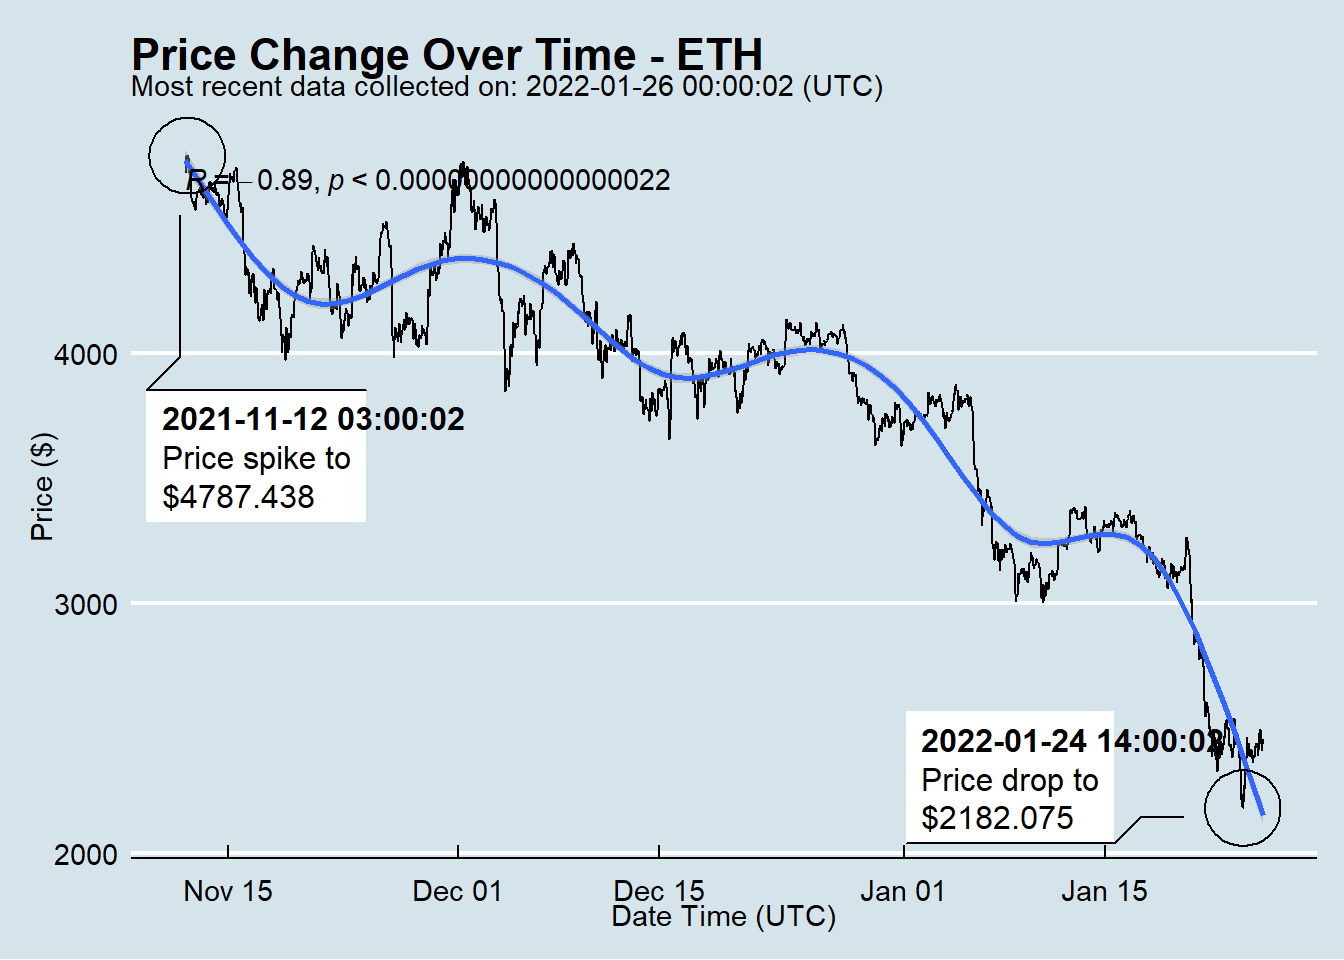 Price Change Over Time - ETH
Most recent data collected on: 2022-01-26 00:00:02 (UTC)
R = −0.89, p < 0.00000000000000022
4000
2021-11-12 03:00:02
Price spike to
$4787.438
Price ($)
3000
2022-01-24 14:00:02
Price drop to
$2182.075
2000
Nov 15 Dec 01 Dec 15 Jan 01 Jan 15
Date Time (UTC)